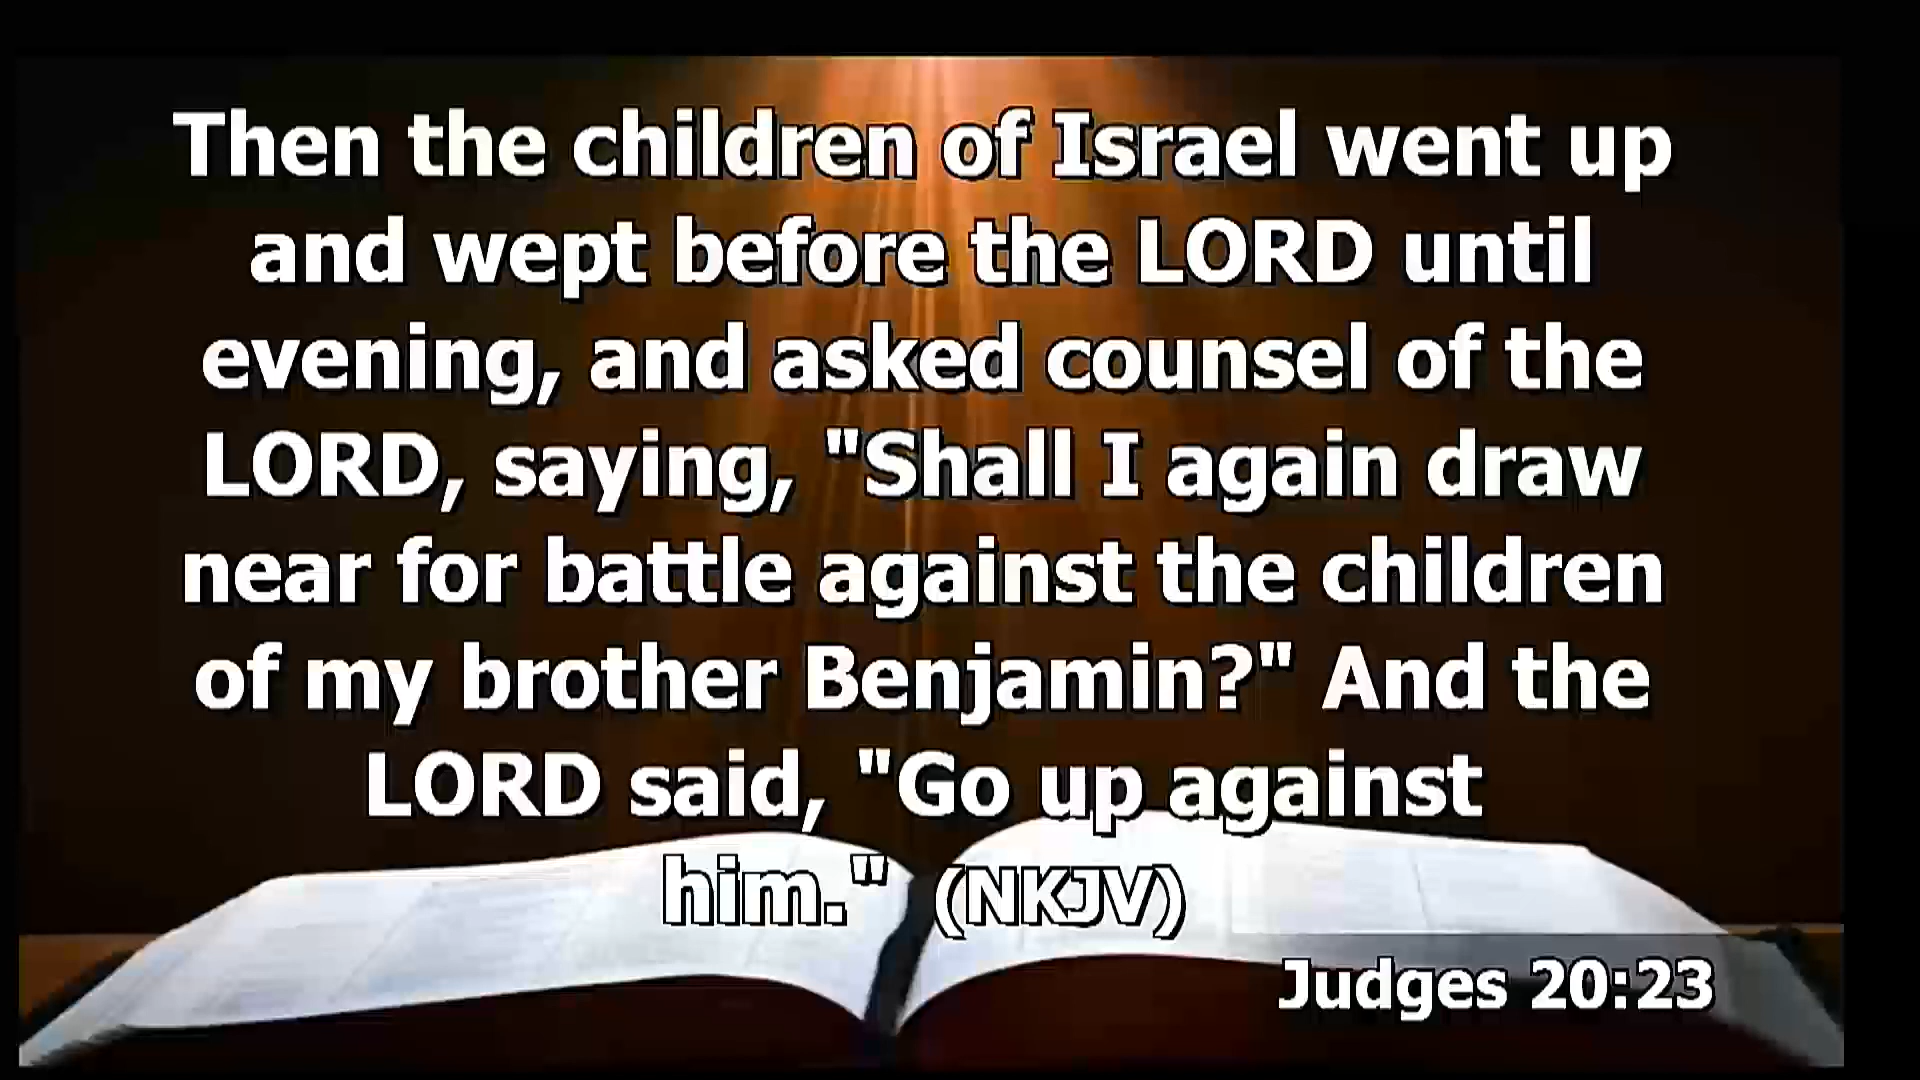 Then the children of Israel went up
and wept before the LORD until
evening, and asked counsel of the
LORD, saying, "Shall I again draw
near for battle against the children
of my brother Benjamin?" And the
LORD said, "Go up against
him." (NKJV)
Judges 20:23